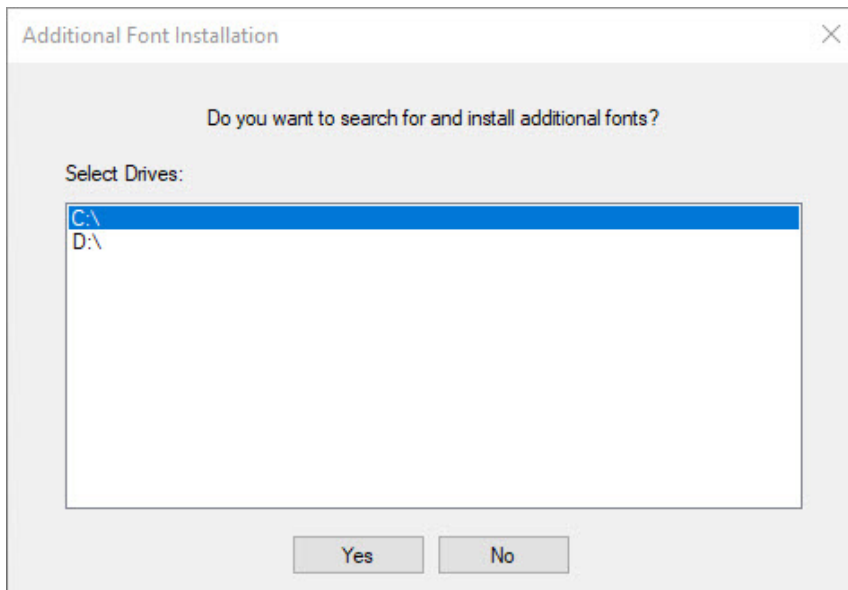 Additional Font Installation
Do you want to search for and install additional fonts?
Select Drives:
C:\
D:\
Yes No